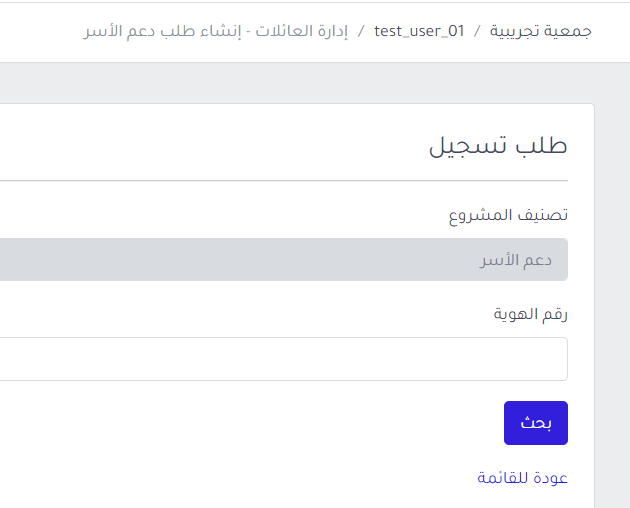 جمعية تجريبية / test_user_01 / إدارة العائلات - إنشاء طلب دعم الأسر
طلب تسجيل
تصنيف المشروع
دعم الأسر
رقم الهوية
بحث
عودة للقائمة